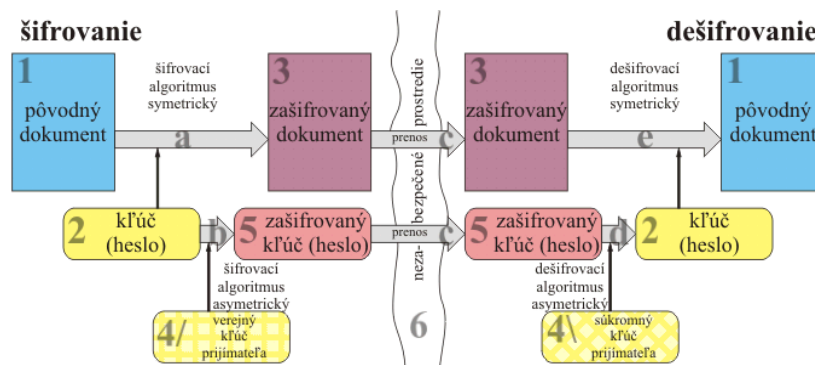 šifrovanie
dešifrovanie
1
pôvodný
dokument
šifrovací
algoritmus
symetrický
a
3
zašifrovaný
dokument
prenos
c
neza- bezpečené prostredie
3
zašifrovaný
dokument
dešifrovací
algoritmus
symetrický
e
1
pôvodný
dokument
2
kľúč
(heslo)
b
5
zašifrovaný
kľúč (heslo)
prenos
c
5
zašifrovaný
kľúč (heslo)
d
2
kľúč
(heslo)
šifrovací
algoritmus
asymetrický
4/
verejný
kľúč
prijímateľa
6
dešifrovací
algoritmus
asymetrický
4\
súkromný
kľúč
prijímateľa